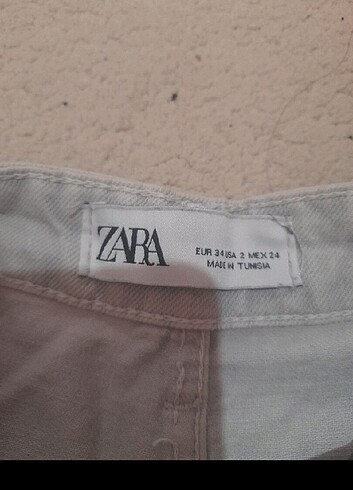 ZARA
EUR 34 USA 2 MEX 24
MADE IN TUNISIA